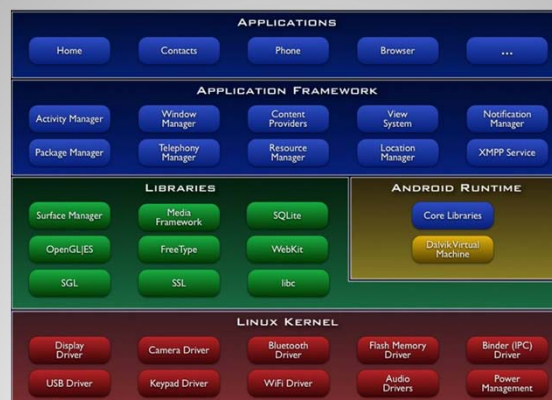 APPLICATIONS
Home
Contacts
Phone
Browser
...
APPLICATION FRAMEWORK
Activity Manager
Window
Manager
Content
Providers
View
System
Notification
Manager
Package Manager
Telephony
Manager
Resource
Manager
Location
Manager
XMPP Service
LIBRARIES
Surface Manager
Media
Framework
SQLite
OpenGL|ES
FreeType
WebKit
SGL
SSL
libc
ANDROID RUNTIME
Core Libraries
Dalvik Virtual
Machine
LINUX KERNEL
Display
Driver
Camera Driver
Bluetooth
Driver
Flash Memory
Driver
Binder (IPC)
Driver
USB Driver
Keypad Driver
WiFi Driver
Audio
Drivers
Power
Management